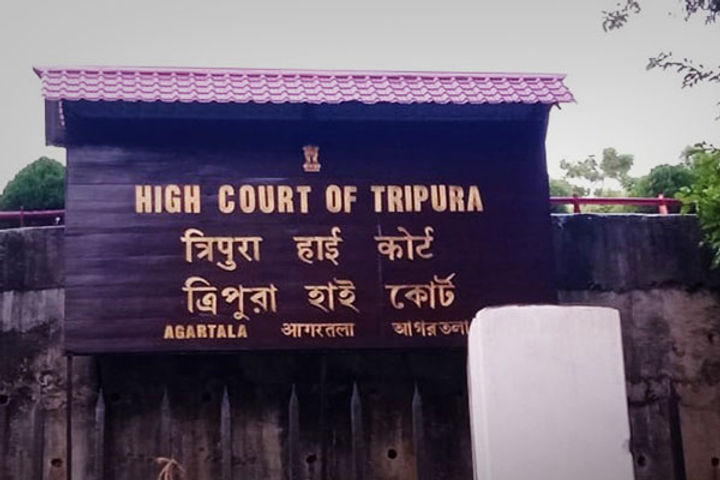 HIGH COURT OF TRIPURA
त्रिपुरा हाई कोर्ट
ত্রিপুরা হাই কোর্ট
AGARTALA आगरतला আগরতলা